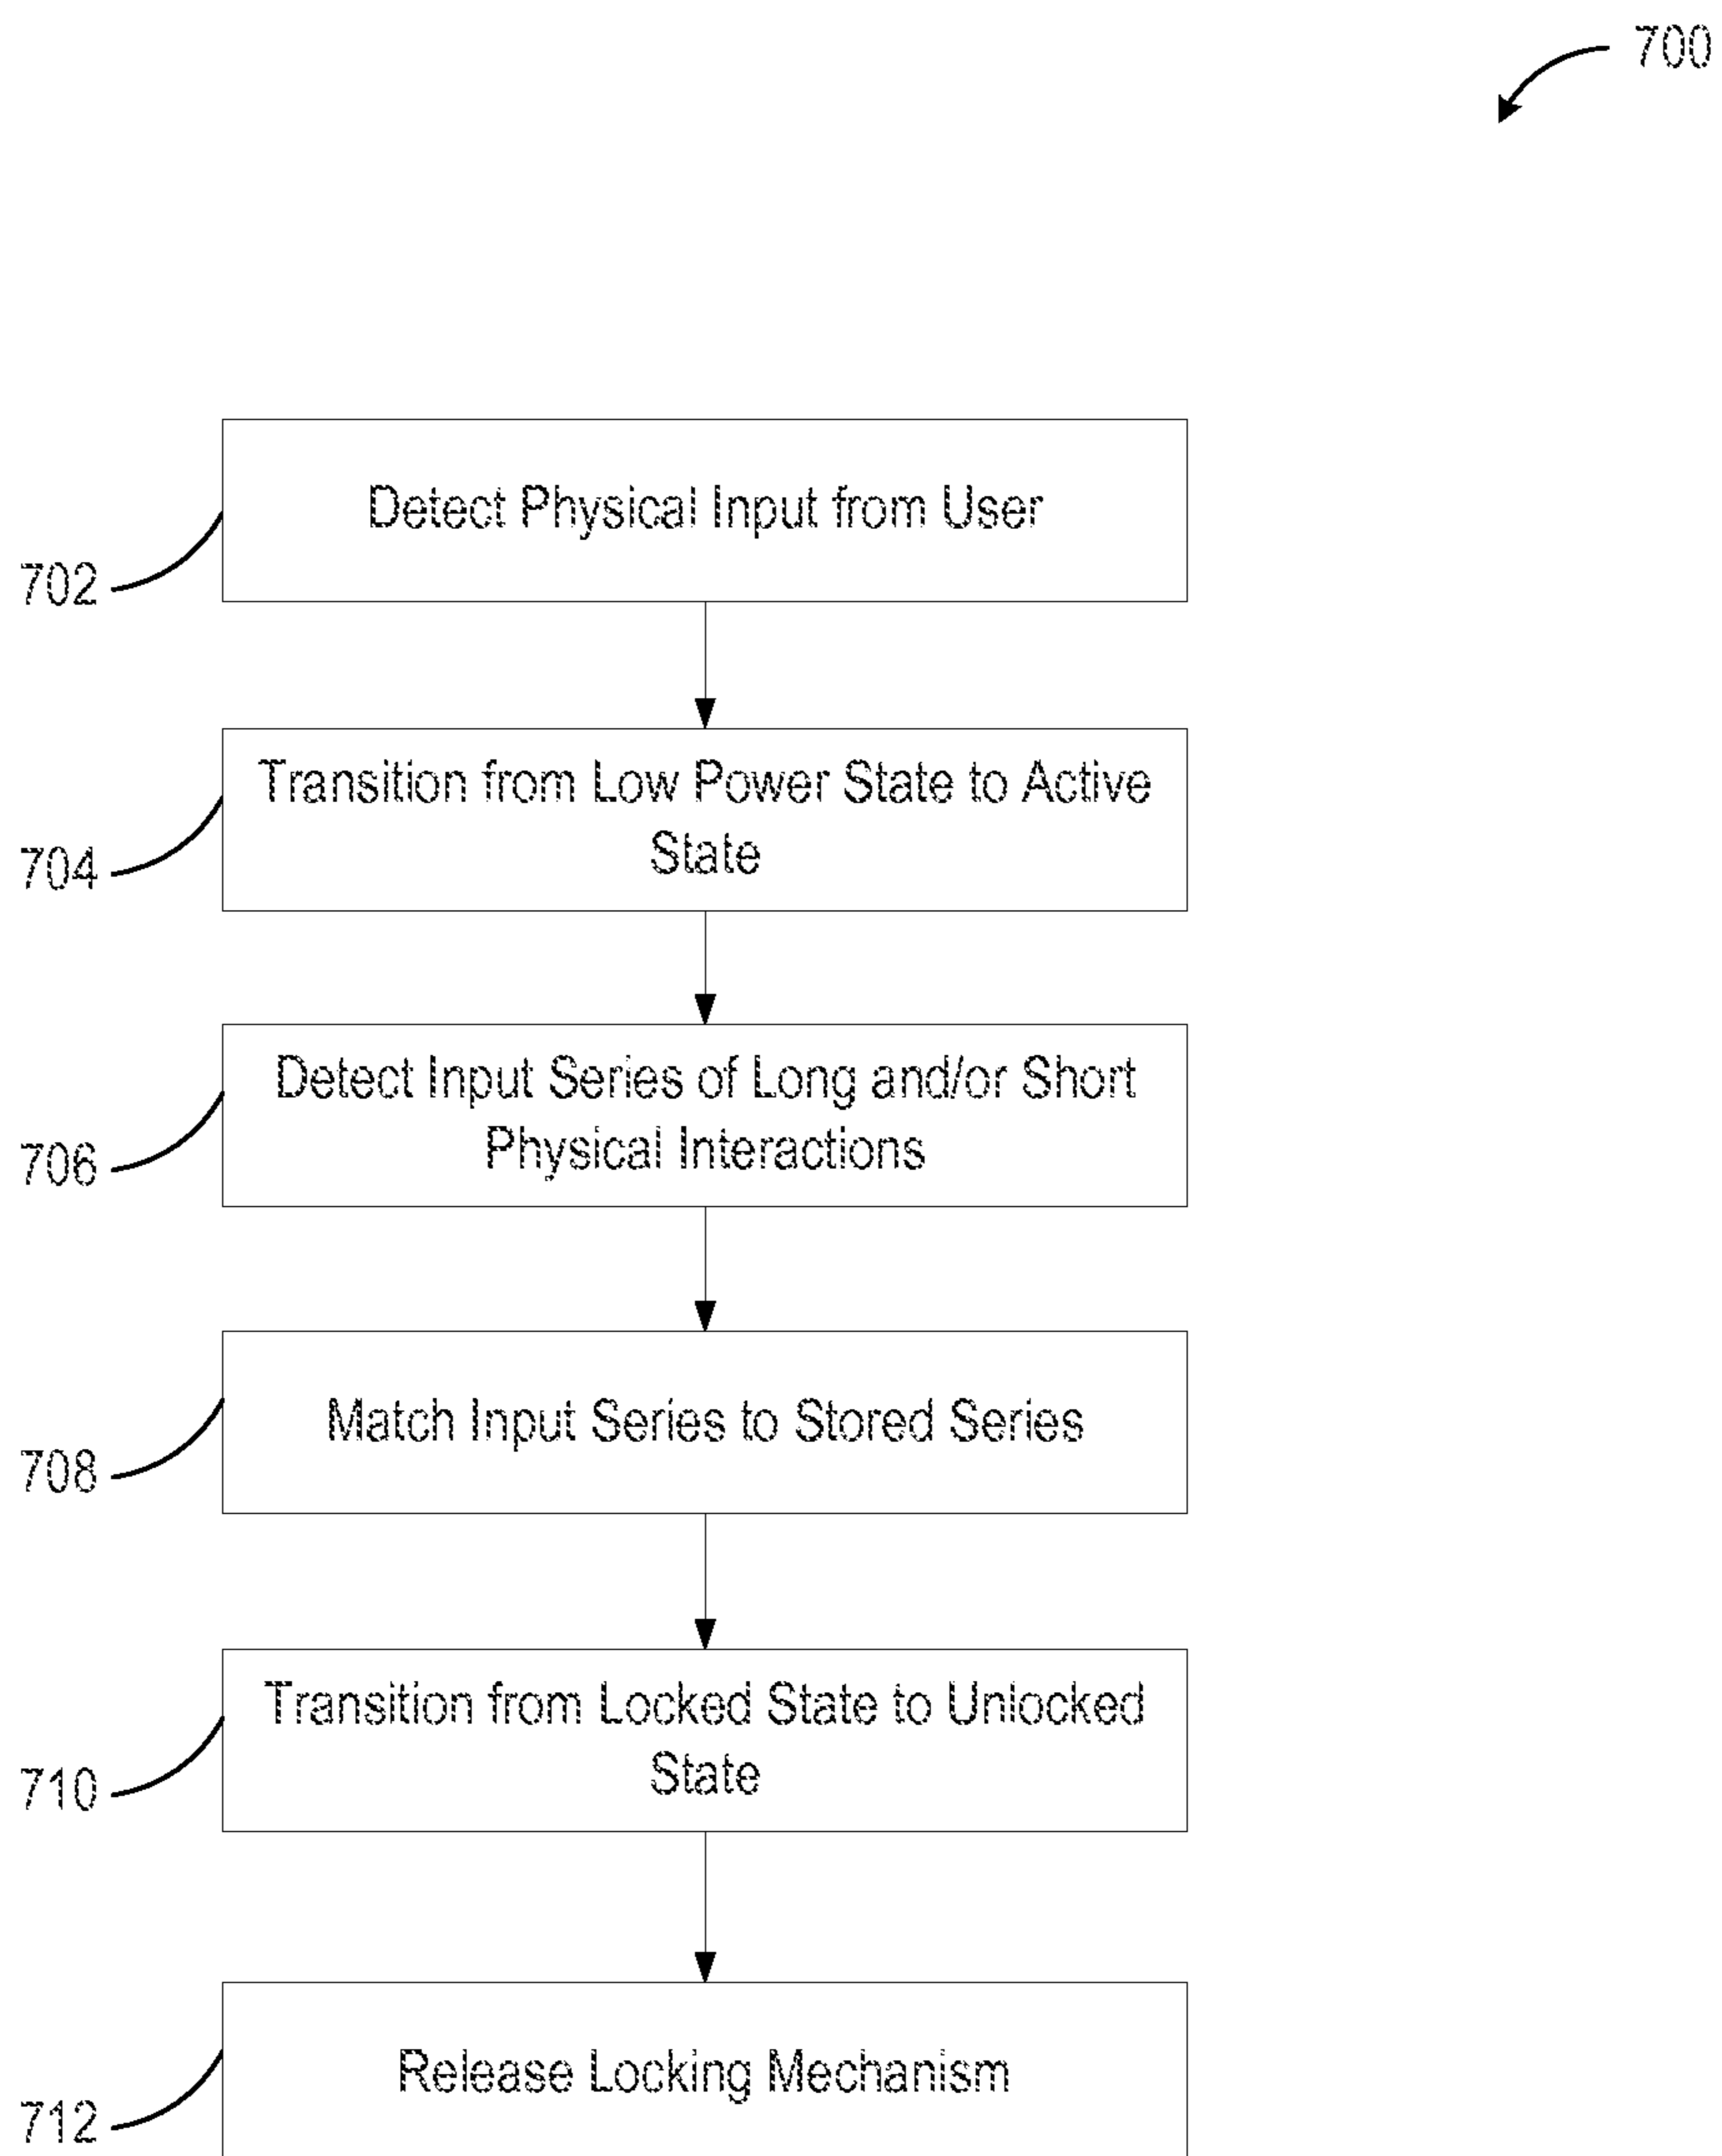 700
Detect Physical Input from User
702
Transition from Low Power State to Active
State
704
Detect Input Series of Long and/or Short
Physical Interactions
706
Match Input Series to Stored Series
708
Transition from Locked State to Unlocked
State
710
Release Locking Mechanism
712